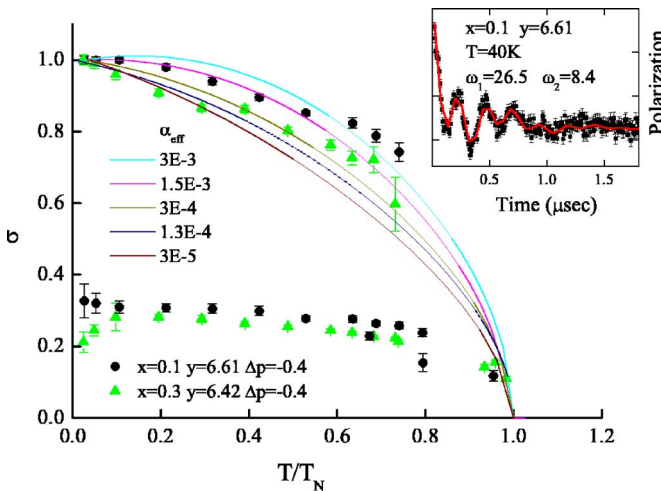 x=0.1 y=6.61
T=40K
ω1=26.5 ω2=8.4
Polarization
0.5 1.0 1.5
Time (μsec)
1.0
0.8
0.6
0.4
0.2
0.0
σ
αeff
3E-3
1.5E-3
3E-4
1.3E-4
3E-5
x=0.1 y=6.61 Δp=-0.4
x=0.3 y=6.42 Δp=-0.4
0.0 0.2 0.4 0.6 0.8 1.0 1.2
T/TN